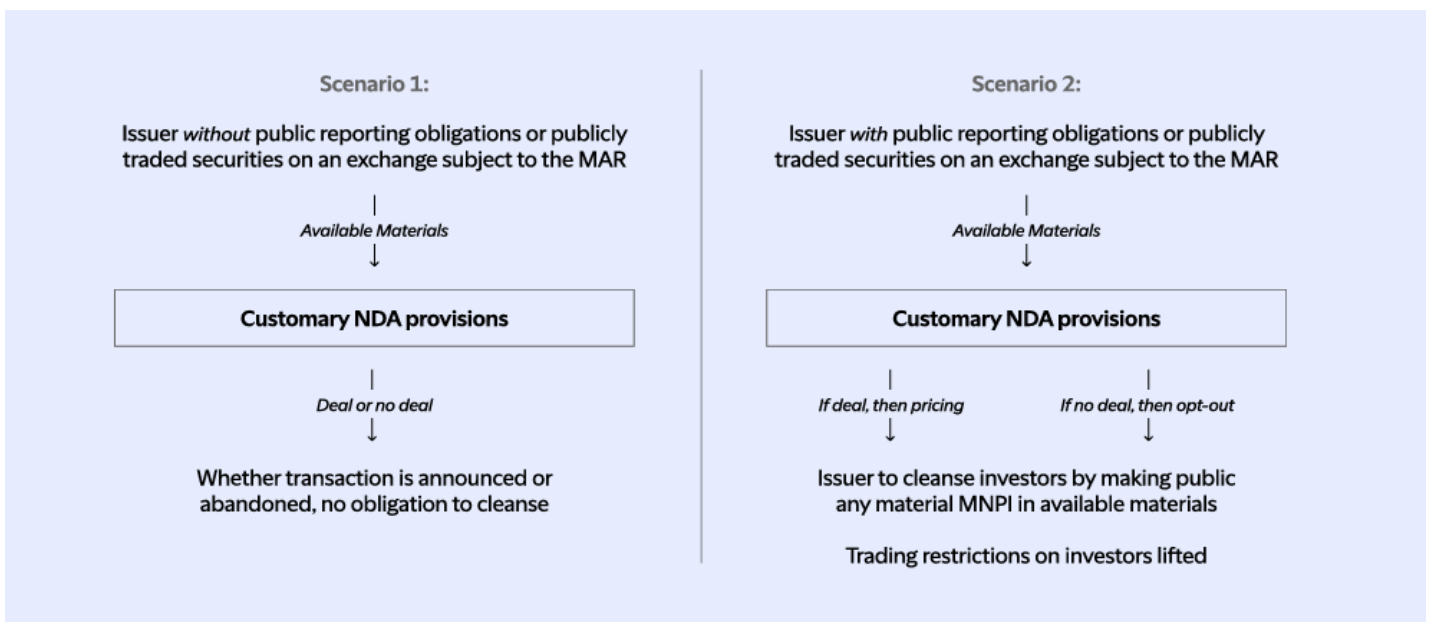 Scenario 1:
Issuer without public reporting obligations or publicly
traded securities on an exchange subject to the MAR
Available Materials
Customary NDA provisions
Deal or no deal
Whether transaction is announced or
abandoned, no obligation to cleanse
Scenario 2:
Issuer with public reporting obligations or publicly
traded securities on an exchange subject to the MAR
Available Materials
Customary NDA provisions
If deal, then pricing
If no deal, then opt-out
Issuer to cleanse investors by making public
any material MNPI in available materials
Trading restrictions on investors lifted